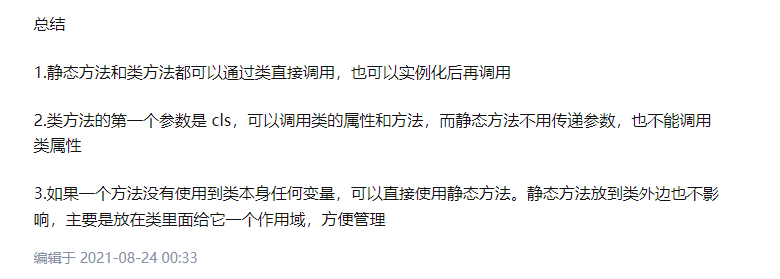 总结
1.静态方法和类方法都可以通过类直接调用，也可以实例化后再调用
2.类方法的第一个参数是 cls，可以调用类的属性和方法，而静态方法不用传递参数，也不能调用
类属性
3.如果一个方法没有使用到类本身任何变量，可以直接使用静态方法。静态方法放到类外边也不影
响，主要是放在类里面给它一个作用域，方便管理
编辑于 2021-08-24 00:33